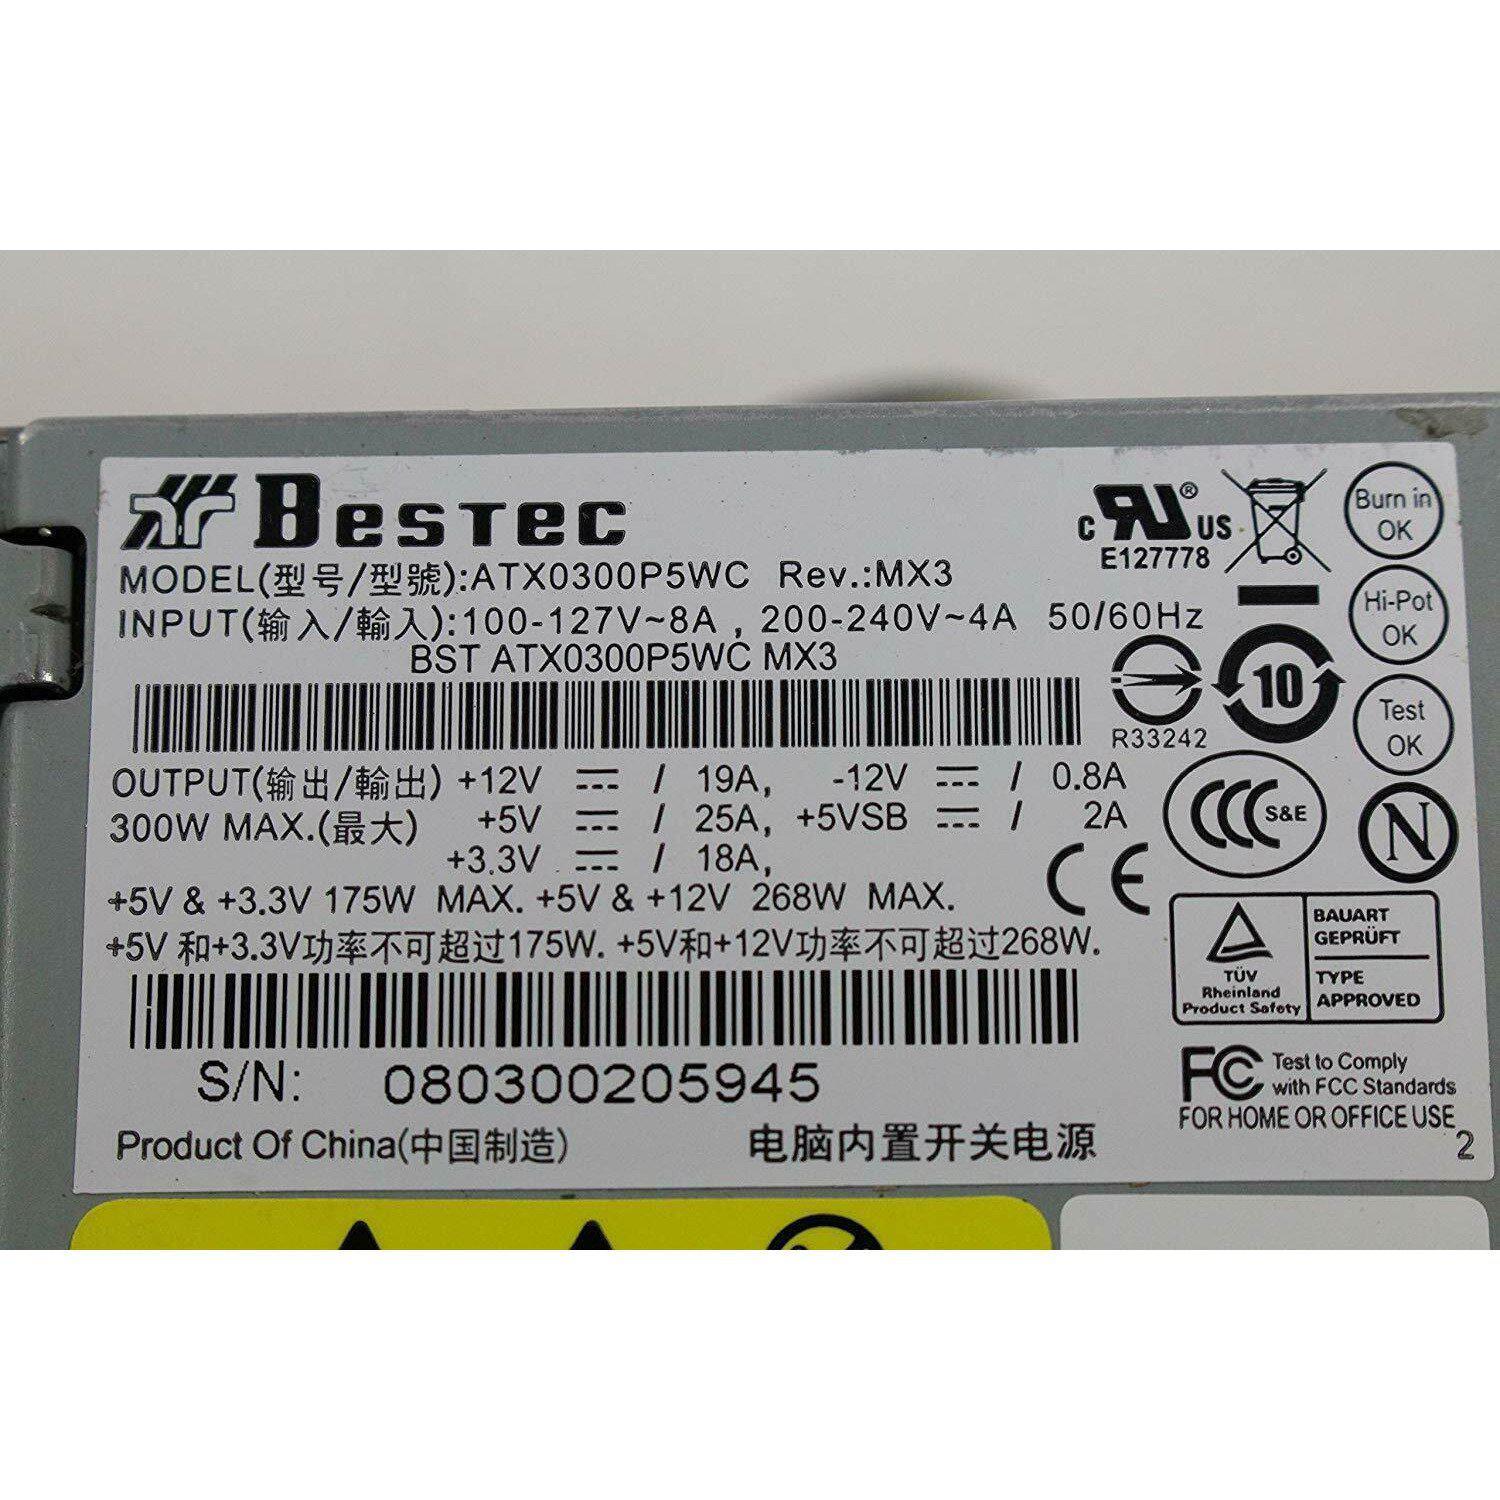 BESTEC
MODEL(型号/型號):ATX0300P5WC Rev.:MX3
INPUT(输入/輸入):100-127V~8A , 200-240V~4A 50/60Hz
BST ATX0300P5WC MX3
OUTPUT(输出/輸出) +12V ⎓ / 19A, -12V ⎓ / 0.8A
300W MAX.(最大) +5V ⎓ / 25A, +5VSB ⎓ / 2A
+3.3V ⎓ / 18A,
+5V & +3.3V 175W MAX. +5V & +12V 268W MAX.
+5V 和+3.3V功率不可超过175W. +5V和+12V功率不可超过268W.
S/N: 080300205945
Product Of China(中国制造)
电脑内置开关电源
c RU US ®
E127778
Burn in
OK
Hi-Pot
OK
10
R33242
Test
OK
CCC S&E
N
CE
TÜV
Rheinland
Product Safety
BAUART
GEPRÜFT
TYPE
APPROVED
FC Test to Comply
with FCC Standards
FOR HOME OR OFFICE USE
2